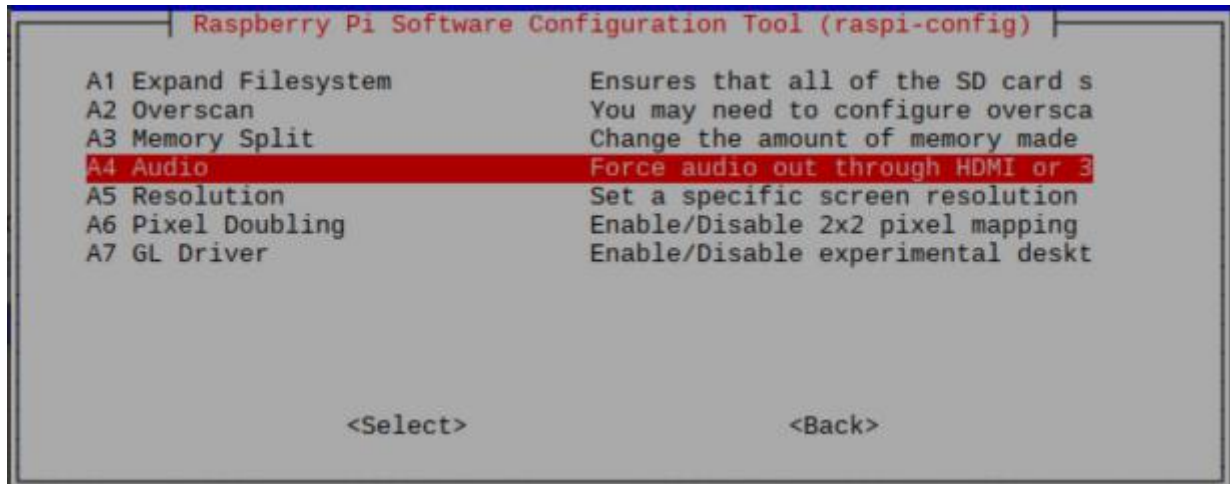 Raspberry Pi Software Configuration Tool (raspi-config)
A1 Expand Filesystem Ensures that all of the SD card s
A2 Overscan You may need to configure oversca
A3 Memory Split Change the amount of memory made
A4 Audio Force audio out through HDMI or 3
A5 Resolution Set a specific screen resolution
A6 Pixel Doubling Enable/Disable 2x2 pixel mapping
A7 GL Driver Enable/Disable experimental deskt
<Select> <Back>